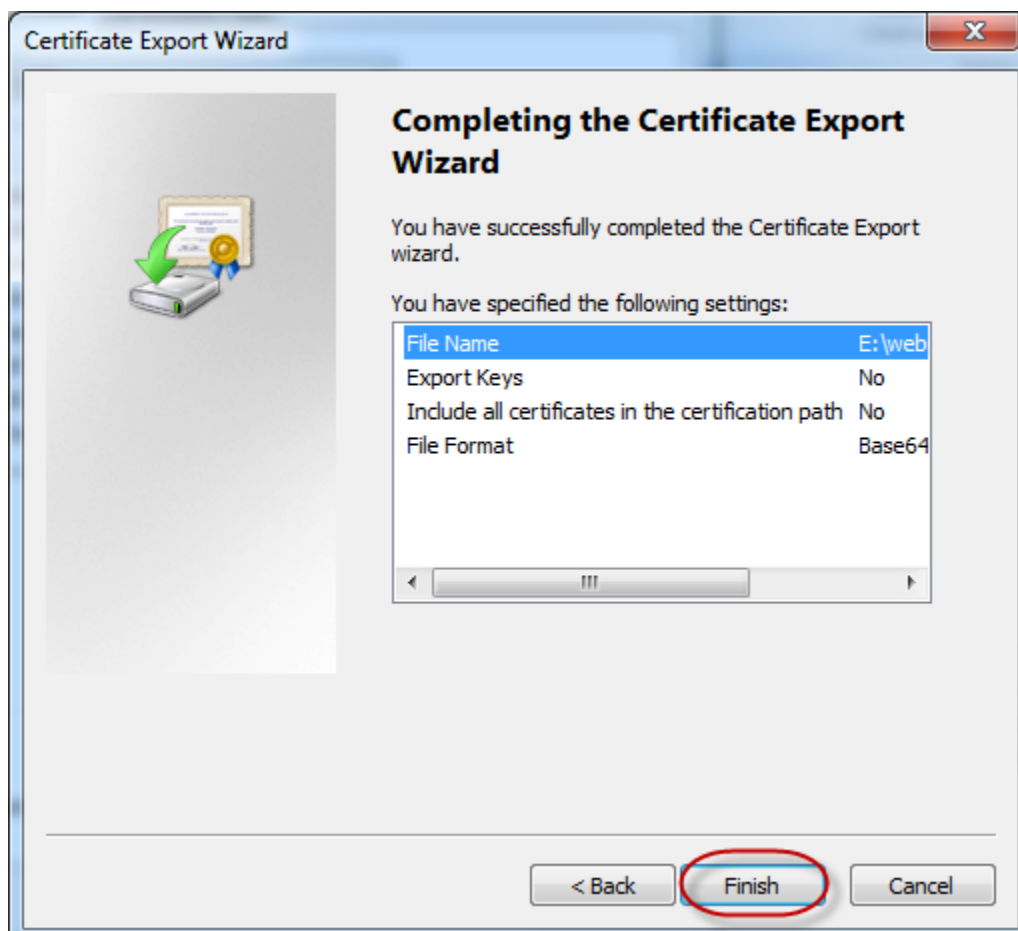 Certificate Export Wizard
Completing the Certificate Export
Wizard
You have successfully completed the Certificate Export
wizard.
You have specified the following settings:
File Name E:\web
Export Keys No
Include all certificates in the certification path No
File Format Base64
< Back Finish Cancel